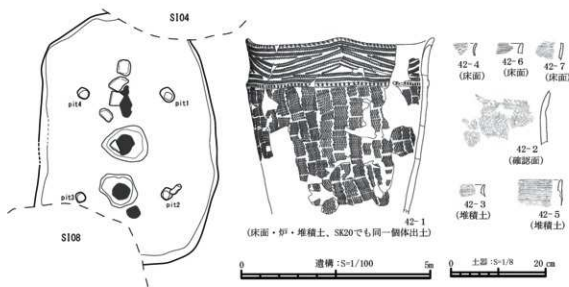 SI04
pit4
pit1
pit3
pit2
SI08
42-1
(床面・炉・堆積土、SK20でも同一個体出土)
42-4
(床面)
42-6
(床面)
42-7
(床面)
42-2
(確認面)
42-3
(堆積土)
42-5
(堆積土)
遺構:S=1/100
0
5m
土器:S=1/8
0
20 cm